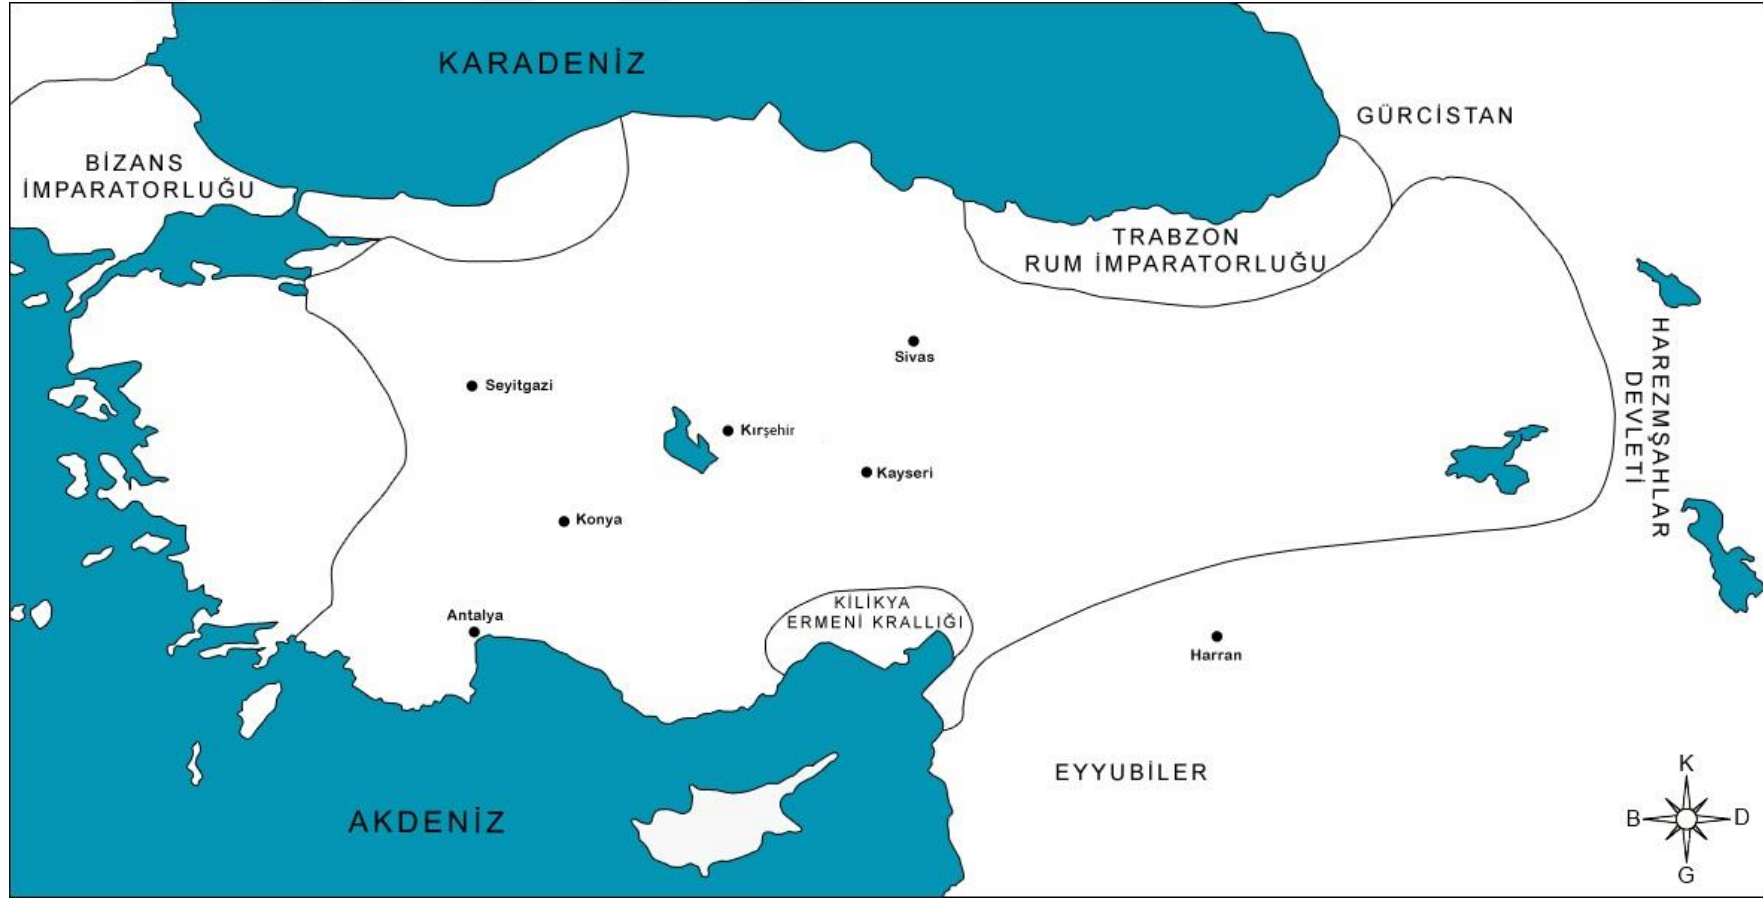 KARADENİZ
GÜRCİSTAN
BİZANS
İMPARATORLUĞU
TRABZON
RUM İMPARATORLUĞU
HAREZMŞAHLAR
DEVLETİ
Sivas
Seyitgazi
Kırşehir
Kayseri
Konya
Antalya
KİLİKYA
ERMENİ KRALLIĞI
Harran
EYYUBİLER
AKDENİZ
K
B
D
G